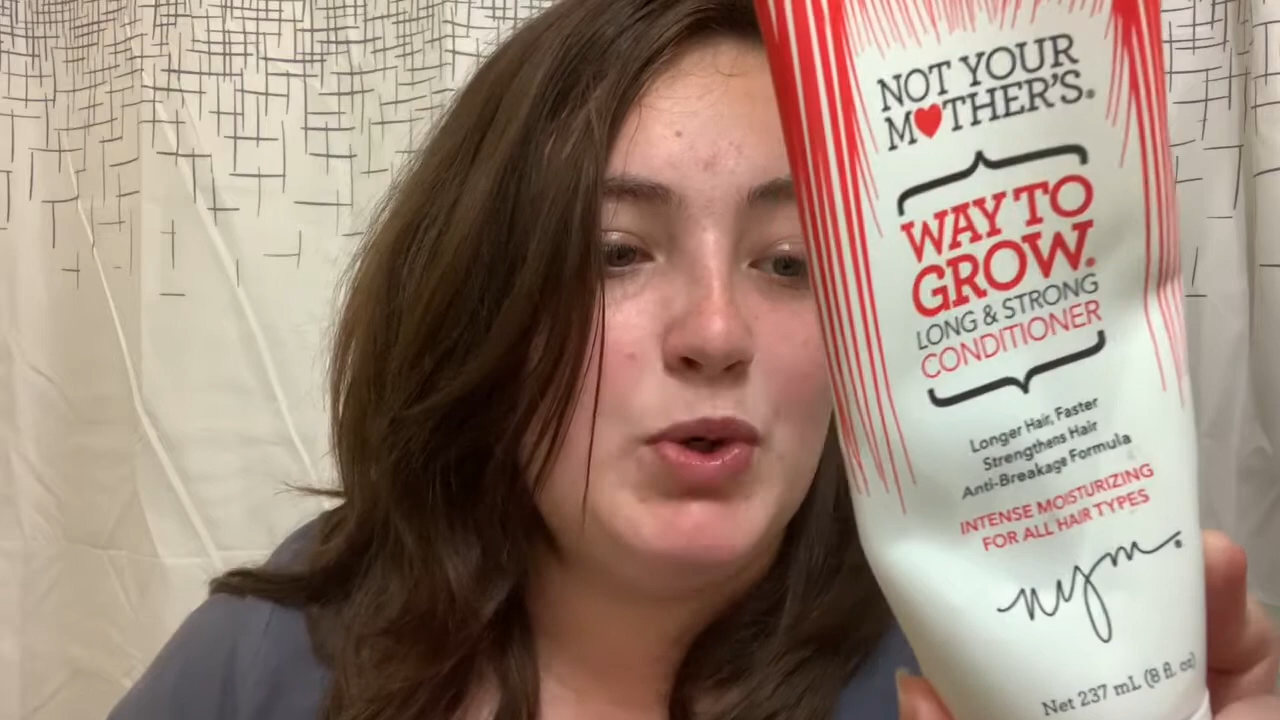 NOT YOUR
MOTHER'S®
WAY TO
GROW®
LONG & STRONG
CONDITIONER
Longer Hair, Faster
Strengthens Hair
Anti-Breakage Formula
INTENSE MOISTURIZING
FOR ALL HAIR TYPES
nym®
Net 237 mL (8 fl. oz)